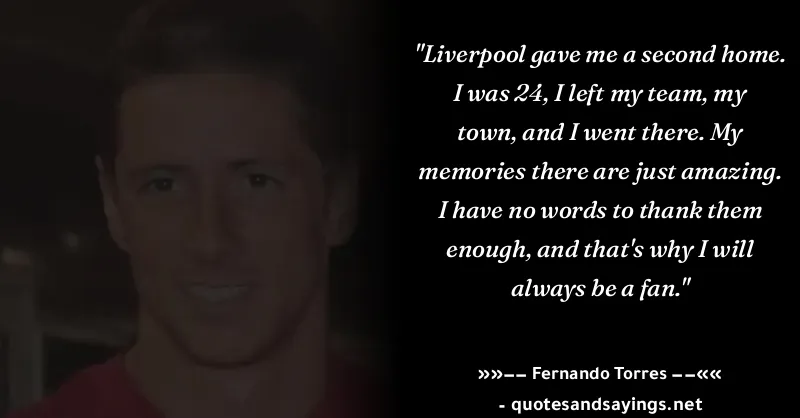 "Liverpool gave me a second home.
I was 24, I left my team, my
town, and I went there. My
memories there are just amazing.
I have no words to thank them
enough, and that's why I will
always be a fan."
»»–– Fernando Torres ––««
- quotesandsayings.net